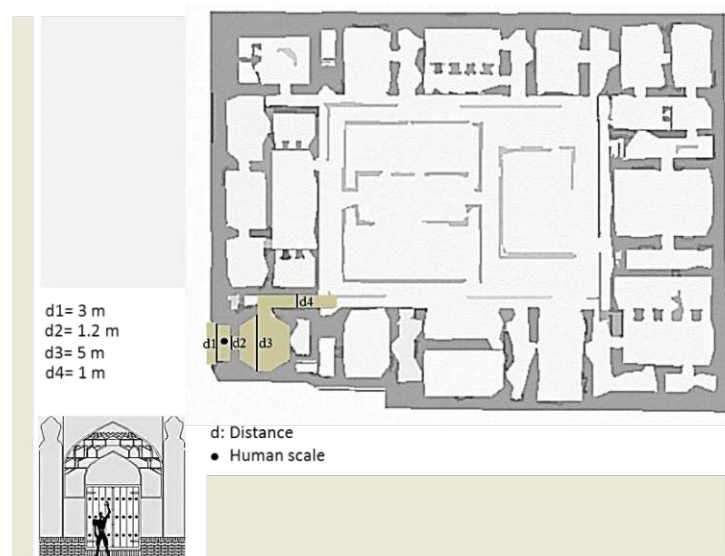 d1= 3 m
d2= 1.2 m
d3= 5 m
d4= 1 m
d4
d1
d2
d3
d: Distance
● Human scale